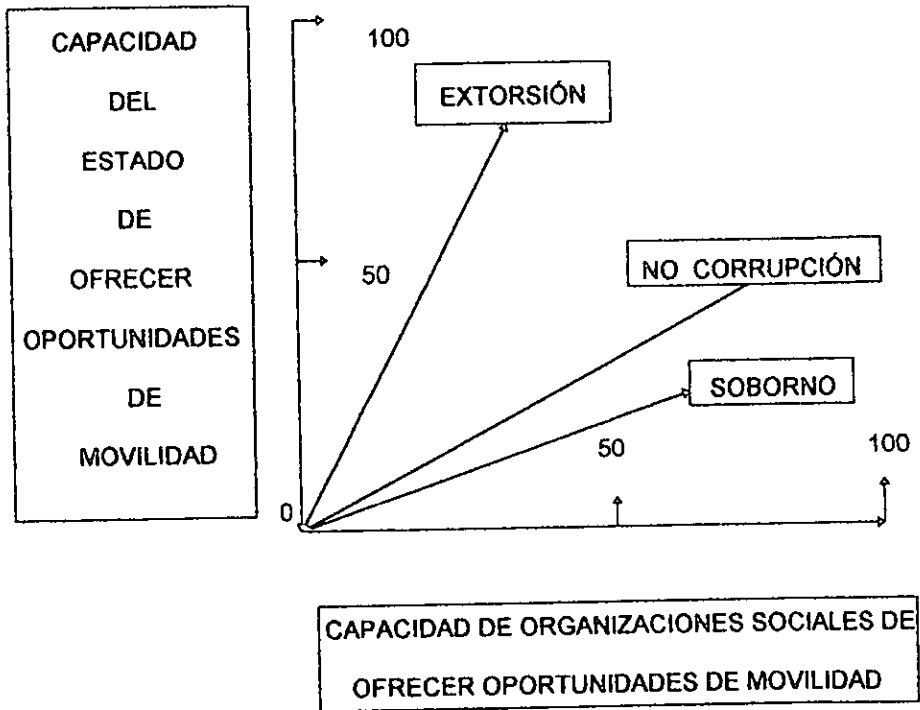 CAPACIDAD
DEL
ESTADO
DE
OFRECER
OPORTUNIDADES
DE
MOVILIDAD
100
EXTORSIÓN
50
NO CORRUPCIÓN
SOBORNO
50
100
0
CAPACIDAD DE ORGANIZACIONES SOCIALES DE
OFRECER OPORTUNIDADES DE MOVILIDAD